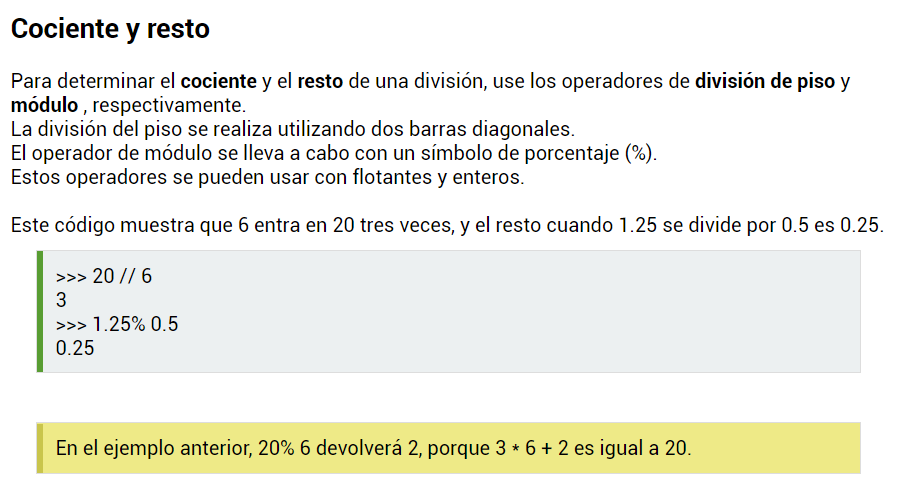 Cociente y resto
Para determinar el cociente y el resto de una división, use los operadores de división de piso y
módulo , respectivamente.
La división del piso se realiza utilizando dos barras diagonales.
El operador de módulo se lleva a cabo con un símbolo de porcentaje (%).
Estos operadores se pueden usar con flotantes y enteros.
Este código muestra que 6 entra en 20 tres veces, y el resto cuando 1.25 se divide por 0.5 es 0.25.
>>> 20 // 6
3
>>> 1.25% 0.5
0.25
En el ejemplo anterior, 20% 6 devolverá 2, porque 3 * 6 + 2 es igual a 20.